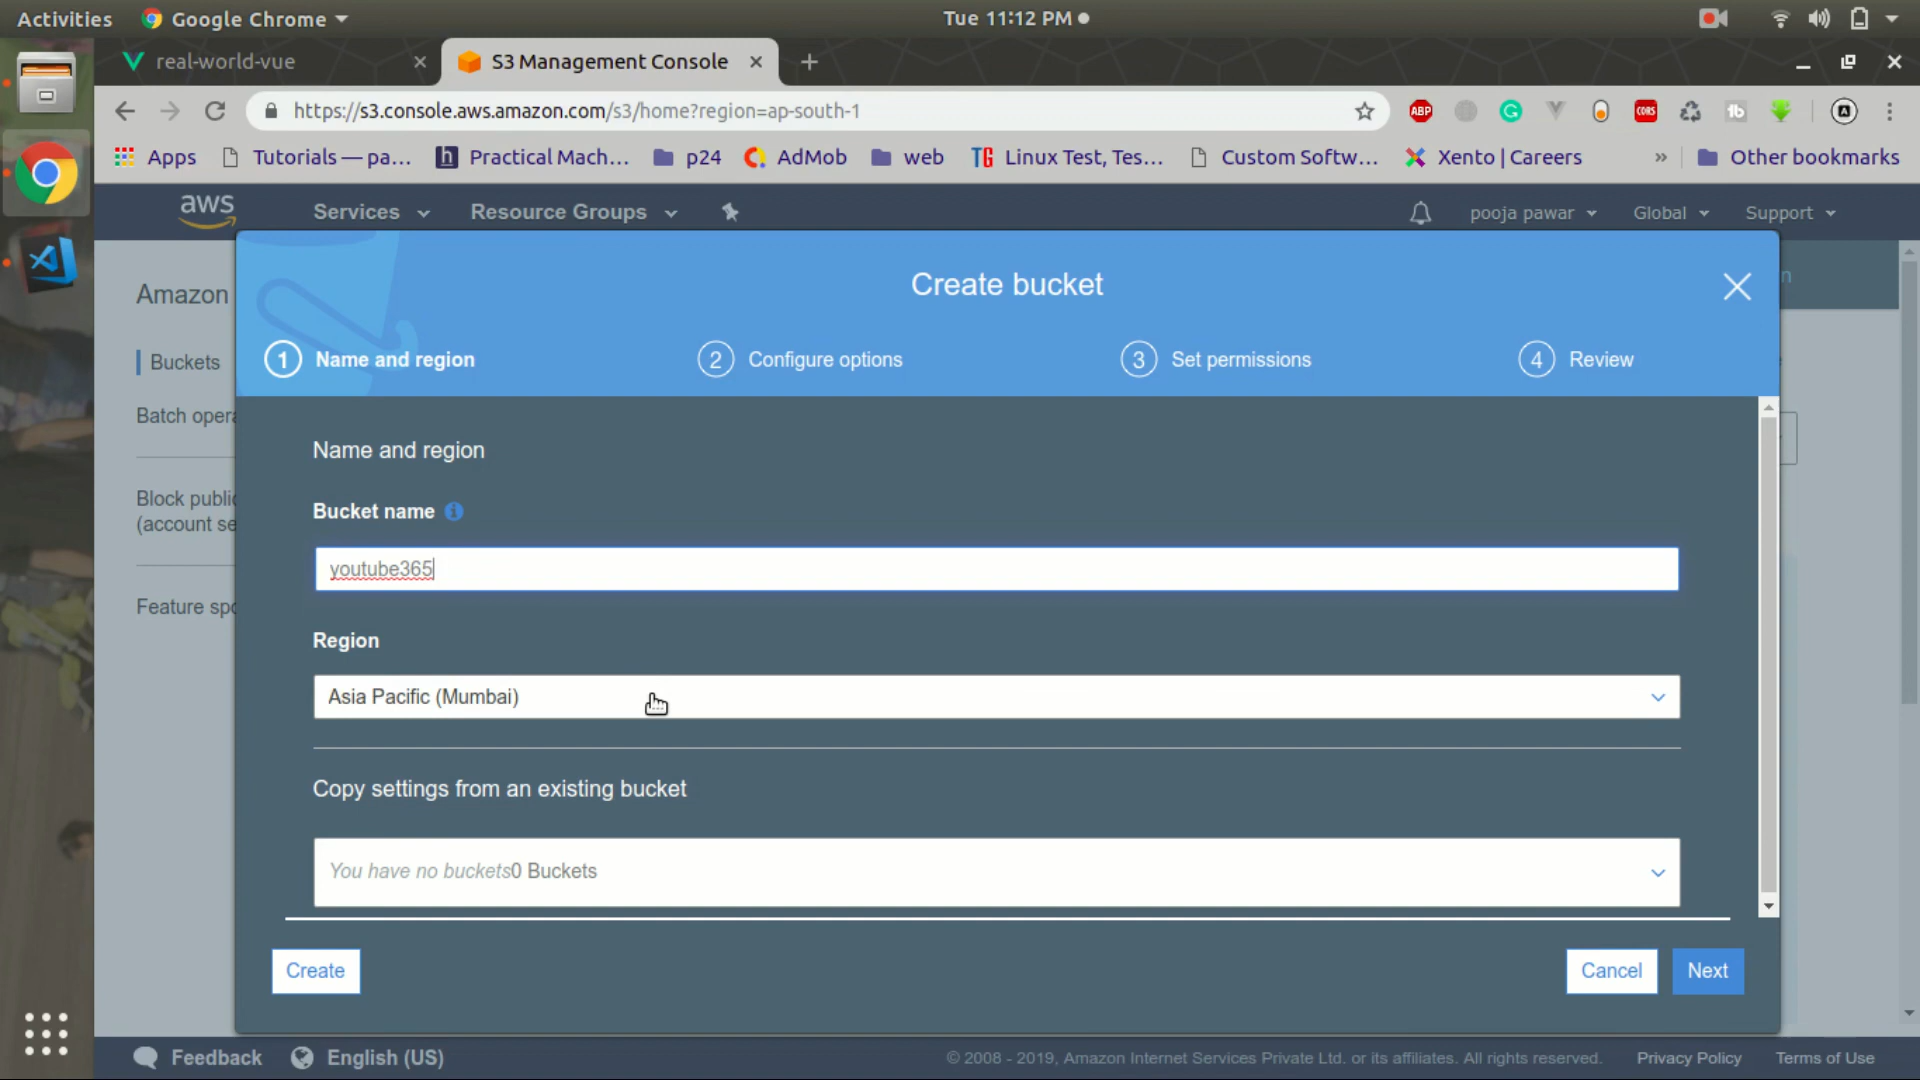 Activities
Google Chrome
Tue 11:12 PM
real-world-vue
S3 Management Console
https://s3.console.aws.amazon.com/s3/home?region=ap-south-1
ABP
CORS
Apps
Tutorials — pa...
Practical Mach...
p24
AdMob
web
TG Linux Test, Tes...
Custom Softw...
Xento | Careers
»
Other bookmarks
aws
Services
Resource Groups
pooja pawar
Global
Support
Create bucket
1 Name and region
2 Configure options
3 Set permissions
4 Review
Amazon
Buckets
Batch opera
Block public
(account se
Feature spo
Name and region
Bucket name
youtube365
Region
Asia Pacific (Mumbai)
Copy settings from an existing bucket
You have no buckets0 Buckets
Create
Cancel
Next
Feedback
English (US)
© 2008 - 2019, Amazon Internet Services Private Ltd. or its affiliates. All rights reserved.
Privacy Policy
Terms of Use